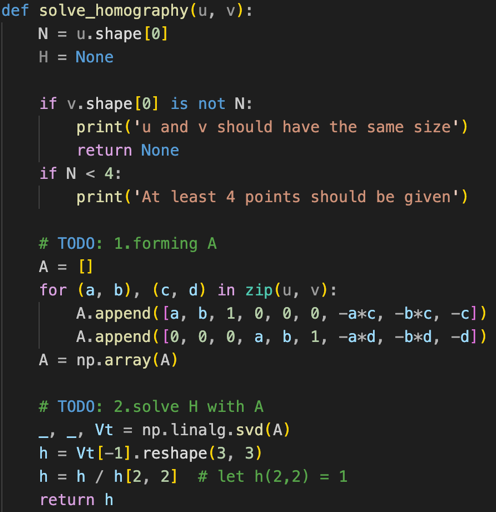 def solve_homography(u, v):
    N = u.shape[0]
    H = None

    if v.shape[0] is not N:
        print('u and v should have the same size')
        return None
    if N < 4:
        print('At least 4 points should be given')

    # TODO: 1.forming A
    A = []
    for (a, b), (c, d) in zip(u, v):
        A.append([a, b, 1, 0, 0, 0, -a*c, -b*c, -c])
        A.append([0, 0, 0, a, b, 1, -a*d, -b*d, -d])
    A = np.array(A)

    # TODO: 2.solve H with A
    _, _, Vt = np.linalg.svd(A)
    h = Vt[-1].reshape(3, 3)
    h = h / h[2, 2]  # let h(2,2) = 1
    return h